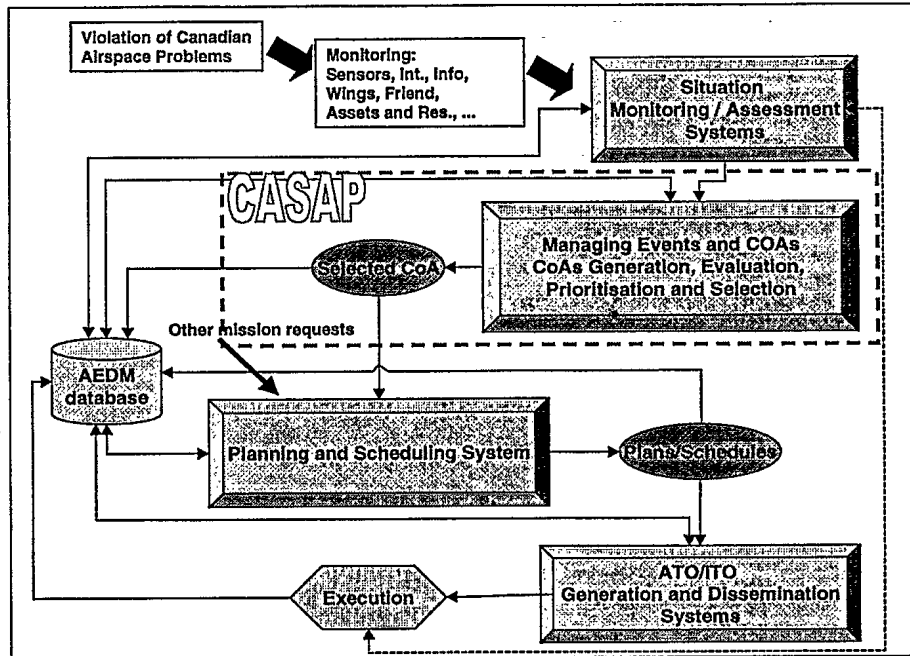 Violation of Canadian
Airspace Problems
Monitoring:
Sensors, Int., Info,
Wings, Friend,
Assets and Res., ...
Situation
Monitoring / Assessment
Systems
CASAP
Managing Events and COAs
CoAs Generation, Evaluation,
Prioritisation and Selection
Selected CoA
Other mission requests
AEDM
database
Planning and Scheduling System
Plans/Schedules
ATO/ITO
Generation and Dissemination
Systems
Execution